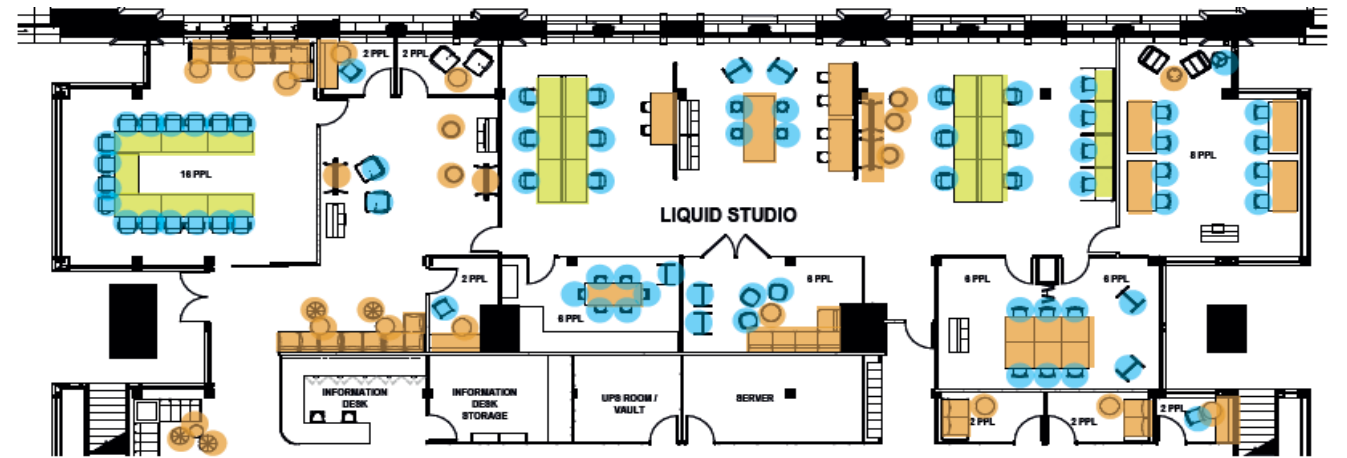 2 PPL
2 PPL
16 PPL
8 PPL
LIQUID STUDIO
2 PPL
6 PPL
6 PPL
6 PPL
6 PPL
INFORMATION
DESK
INFORMATION
DESK
STORAGE
UPS ROOM /
VAULT
SERVER
2 PPL
2 PPL
2 PPL